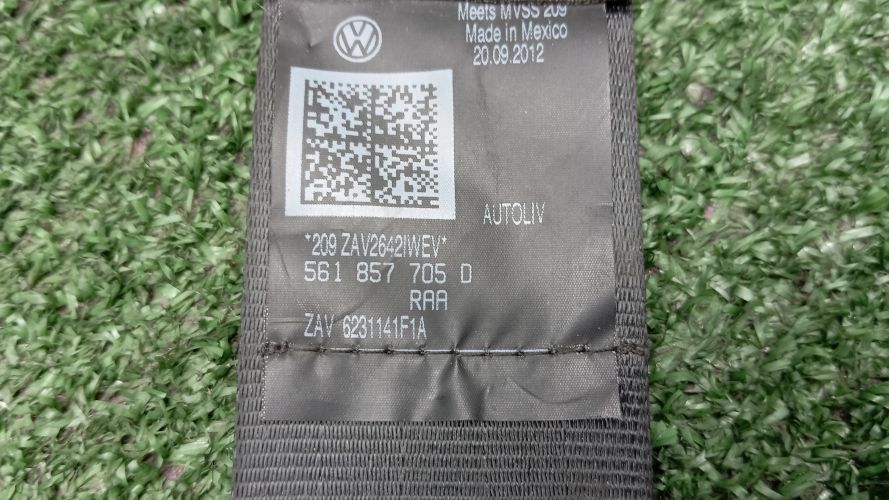 Meets MVSS 209
Made in Mexico
20.09.2012
AUTOLIV
*209 ZAV2642IWEV*
561 857 705 D
RAA
ZAV 6231141F1A